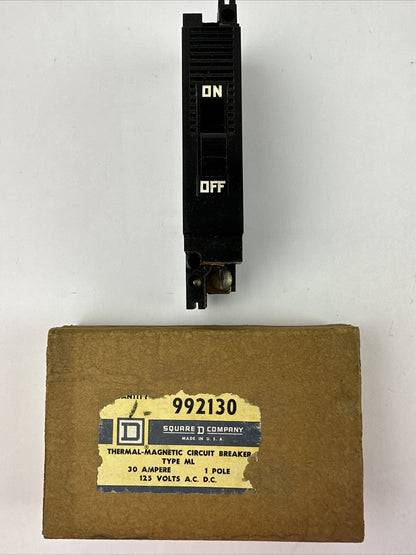 ON
OFF
992130
D
SQUARE D COMPANY
MADE IN U.S.A.
THERMAL-MAGNETIC CIRCUIT BREAKER
TYPE ML
30 AMPERE 1 POLE
125 VOLTS A.C. D.C.